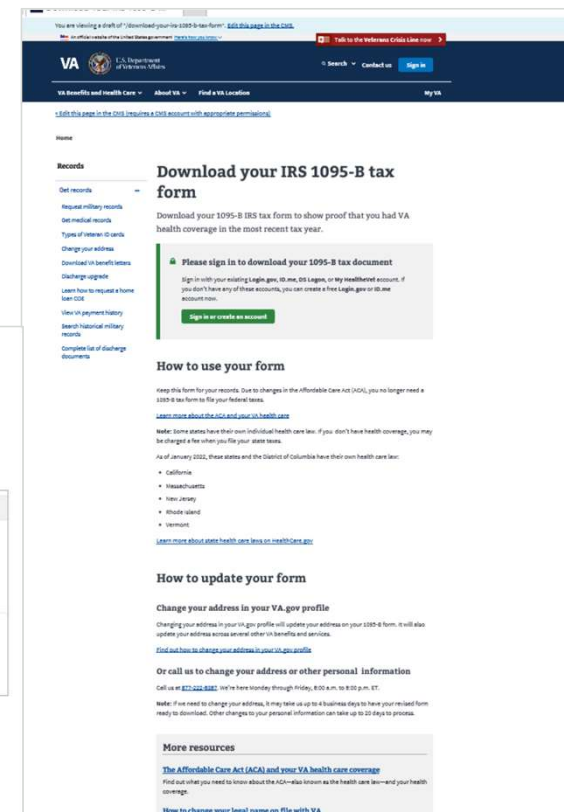 You are viewing a draft of "/download-your-irs-1095-b-tax-form". Edit this page in the CMS.
An official website of the United States government Here's how you know
Talk to the Veterans Crisis Line now
VA
U.S. Department
of Veterans Affairs
Search
Contact us
Sign in
VA Benefits and Health Care
About VA
Find a VA Location
My VA
« Edit this page in the CMS (requires a CMS account with appropriate permissions)
Home
Records
Get records
Request military records
Get medical records
Types of Veteran ID cards
Change your address
Download VA benefit letters
Discharge upgrade
Learn how to request a home
loan COE
View VA payment history
Search historical military
records
Complete list of discharge
documents
Download your IRS 1095-B tax
form
Download your 1095-B IRS tax form to show proof that you had VA
health coverage in the most recent tax year.
Please sign in to download your 1095-B tax document
Sign in with your existing Login.gov, ID.me, DS Logon, or My HealtheVet account. If
you don't have any of these accounts, you can create a free Login.gov or ID.me
account now.
Sign in or create an account
How to use your form
Keep this form for your records. Due to changes in the Affordable Care Act (ACA), you no longer need a
1095-B tax form to file your federal taxes.
Learn more about the ACA and your VA health care
Note: Some states have their own individual health care law. If you don't have health coverage, you may
be charged a fee when you file your state taxes.
As of January 2022, these states and the District of Columbia have their own health care law:
• California
• Massachusetts
• New Jersey
• Rhode Island
• Vermont
Learn more about state health care laws on HealthCare.gov
How to update your form
Change your address in your VA.gov profile
Changing your address in your VA.gov profile will update your address on your 1095-B form. It will also
update your address across several other VA benefits and services.
Find out how to change your address in your VA.gov profile
Or call us to change your address or other personal information
Call us at 877-222-8387. We're here Monday through Friday, 8:00 a.m. to 8:00 p.m. ET.
Note: If we need to change your address, it may take us up to 4 business days to have your revised form
ready to download. Other changes to your personal information can take up to 20 days to process.
More resources
The Affordable Care Act (ACA) and your VA health care coverage
Find out what you need to know about the ACA—also known as the health care law—and your health
coverage.
How to change your legal name on file with VA